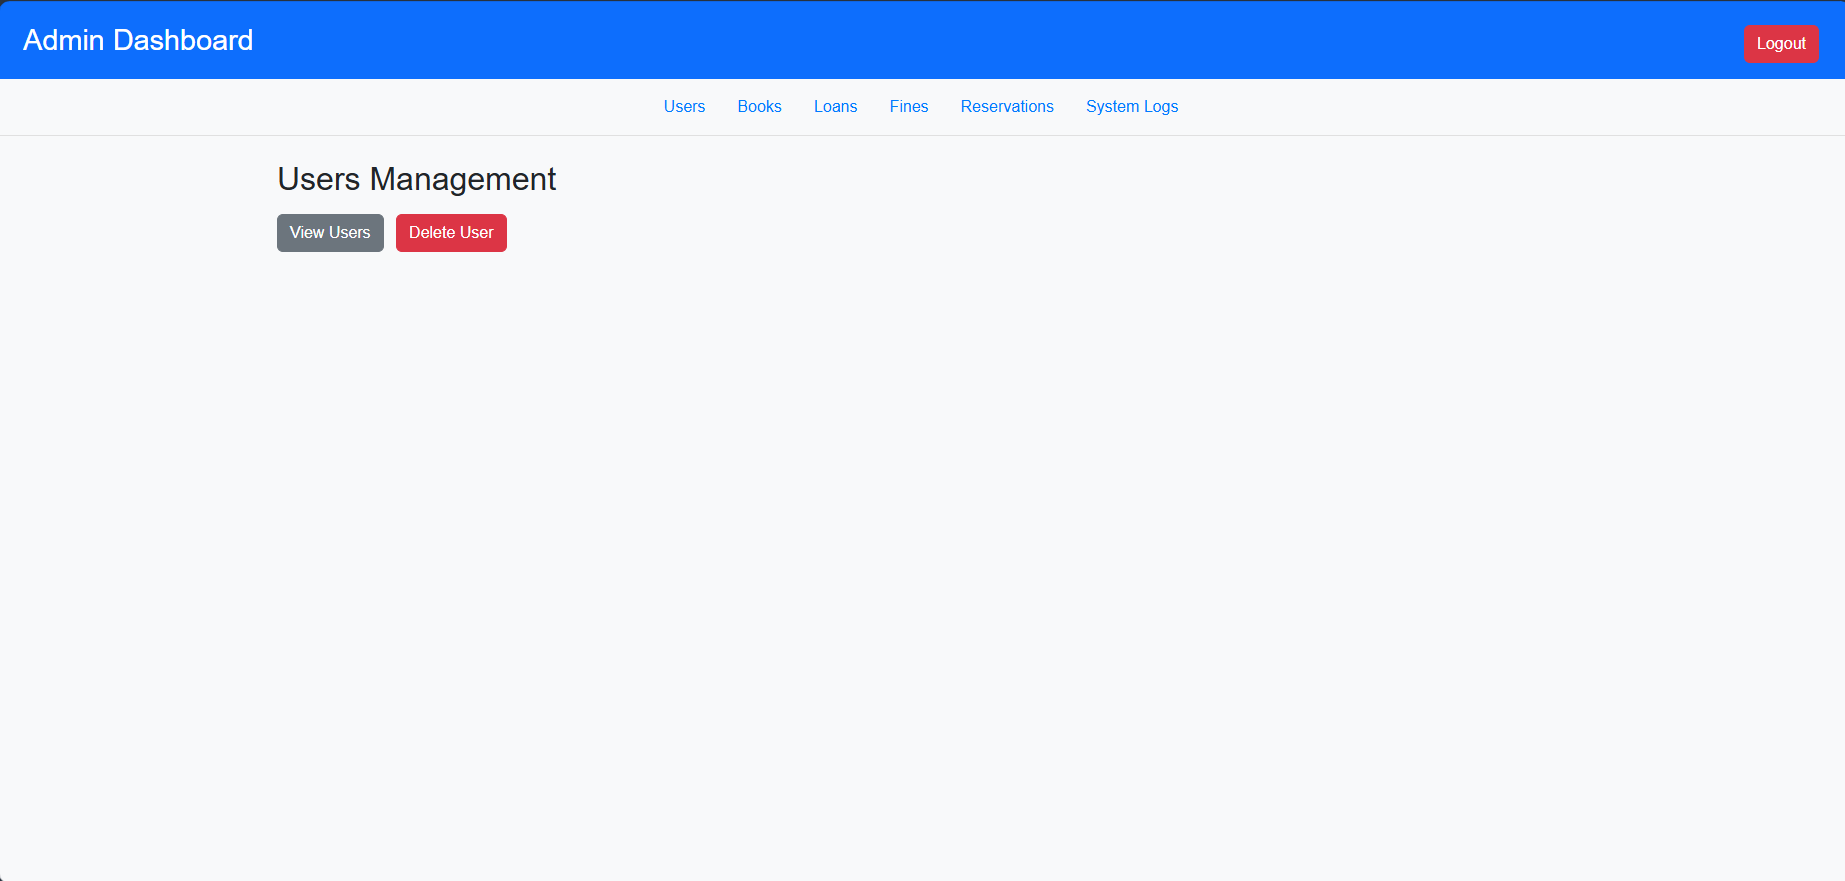 Admin Dashboard
Logout
Users Books Loans Fines Reservations System Logs
Users Management
View Users Delete User